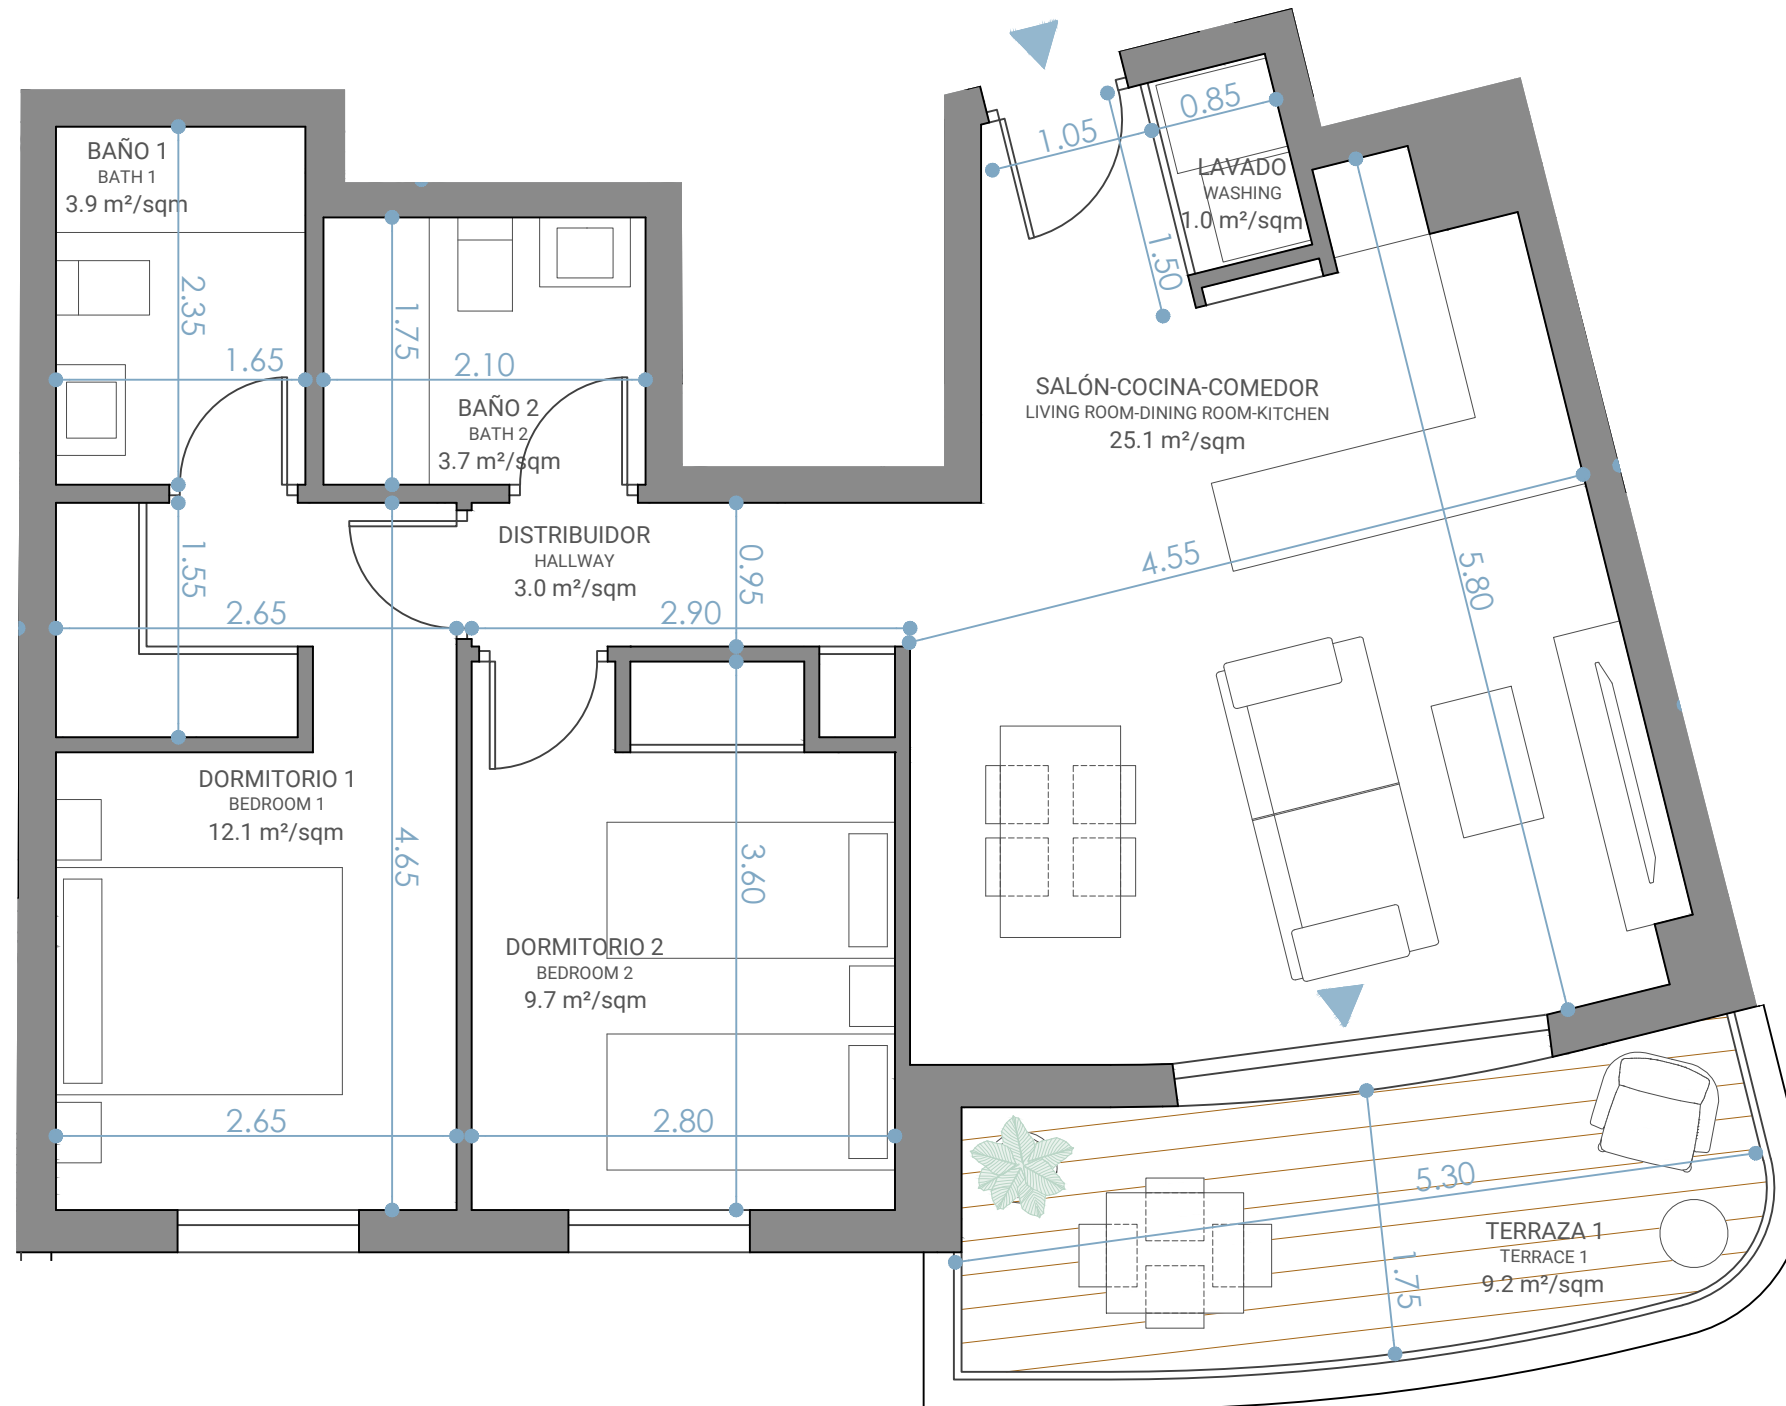 BAÑO 1
BATH 1
3.9 m²/sqm
2.35
1.65
1.75
2.10
BAÑO 2
BATH 2
3.7 m²/sqm
1.05
0.85
LAVADO
WASHING
1.0 m²/sqm
1.50
SALÓN-COCINA-COMEDOR
LIVING ROOM-DINING ROOM-KITCHEN
25.1 m²/sqm
DISTRIBUIDOR
HALLWAY
3.0 m²/sqm
1.55
2.65
0.95
2.90
4.55
5.80
DORMITORIO 1
BEDROOM 1
12.1 m²/sqm
4.65
3.60
DORMITORIO 2
BEDROOM 2
9.7 m²/sqm
2.65
2.80
5.30
TERRAZA 1
TERRACE 1
9.2 m²/sqm
1.75